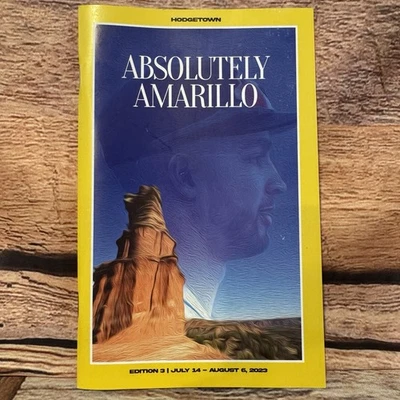 HODGETOWN
ABSOLUTELY
AMARILLO
EDITION 3 | JULY 14 – AUGUST 6, 2023